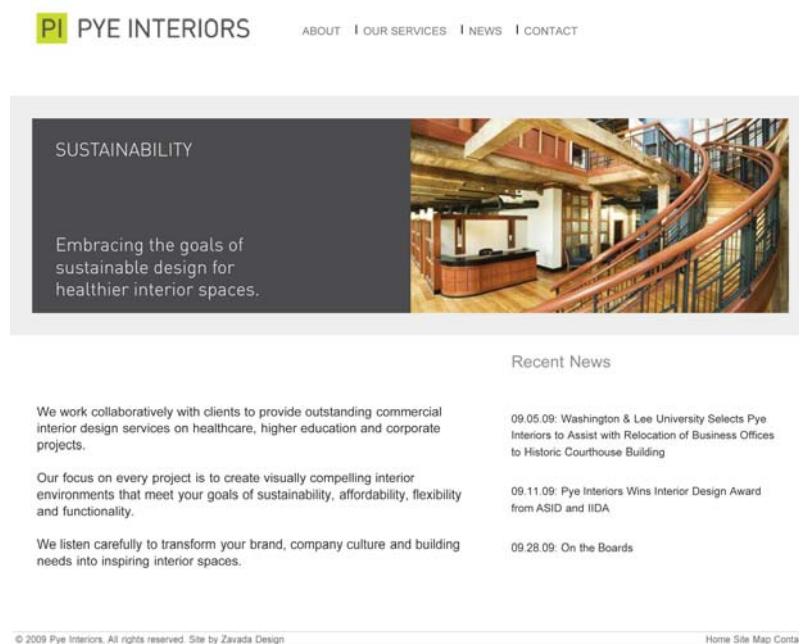 PI PYE INTERIORS
ABOUT | OUR SERVICES | NEWS | CONTACT
SUSTAINABILITY
Embracing the goals of
sustainable design for
healthier interior spaces.
We work collaboratively with clients to provide outstanding commercial
interior design services on healthcare, higher education and corporate
projects.
Our focus on every project is to create visually compelling interior
environments that meet your goals of sustainability, affordability, flexibility
and functionality.
We listen carefully to transform your brand, company culture and building
needs into inspiring interior spaces.
Recent News
09.05.09: Washington & Lee University Selects Pye
Interiors to Assist with Relocation of Business Offices
to Historic Courthouse Building
09.11.09: Pye Interiors Wins Interior Design Award
from ASID and IIDA
09.28.09: On the Boards
© 2009 Pye Interiors. All rights reserved. Site by Zavada Design
Home Site Map Conta